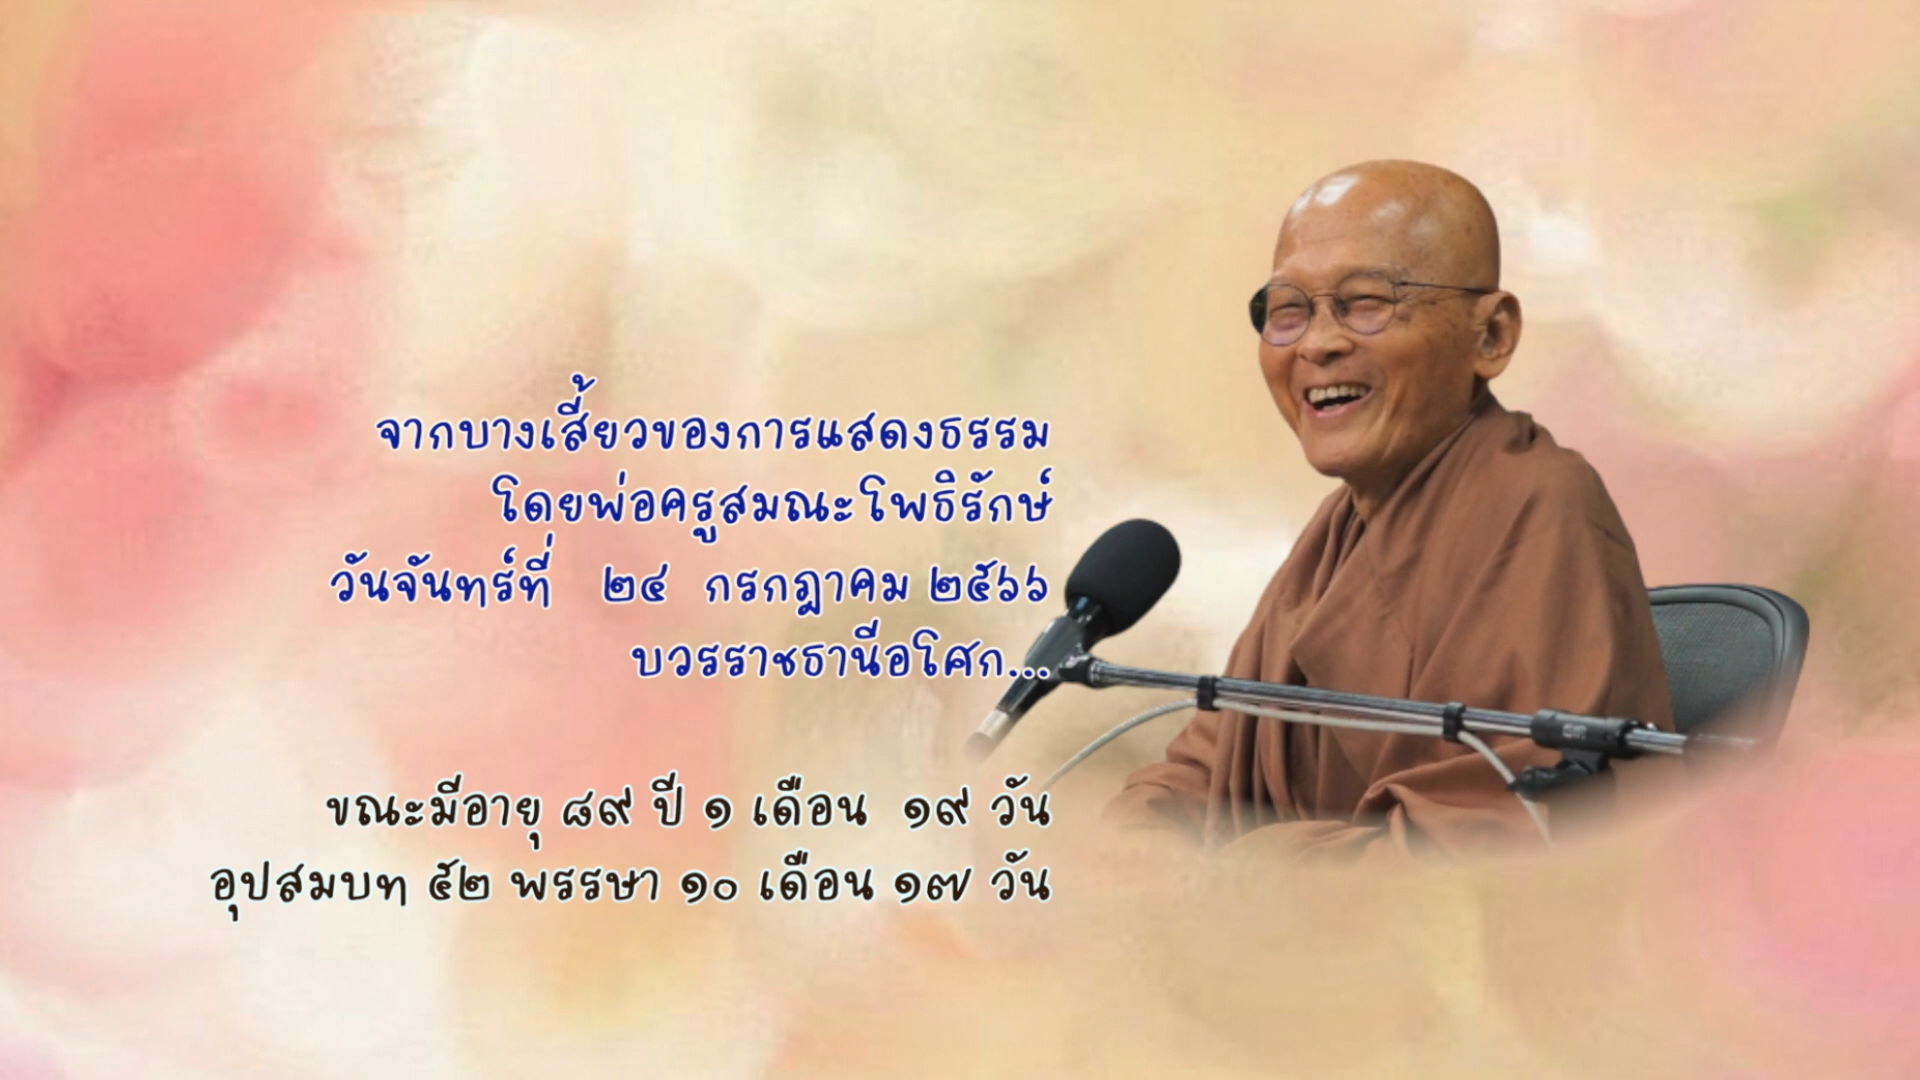 จากบางเสี้ยวของการแสดงธรรม
โดยพ่อครูสมณะโพธิรักษ์
วันจันทร์ที่ ๒๔ กรกฎาคม ๒๕๖๖
บวรราชธานีอโศก...
ขณะมีอายุ ๘๙ ปี ๑ เดือน ๑๙ วัน
อุปสมบท ๕๒ พรรษา ๑๐ เดือน ๑๗ วัน